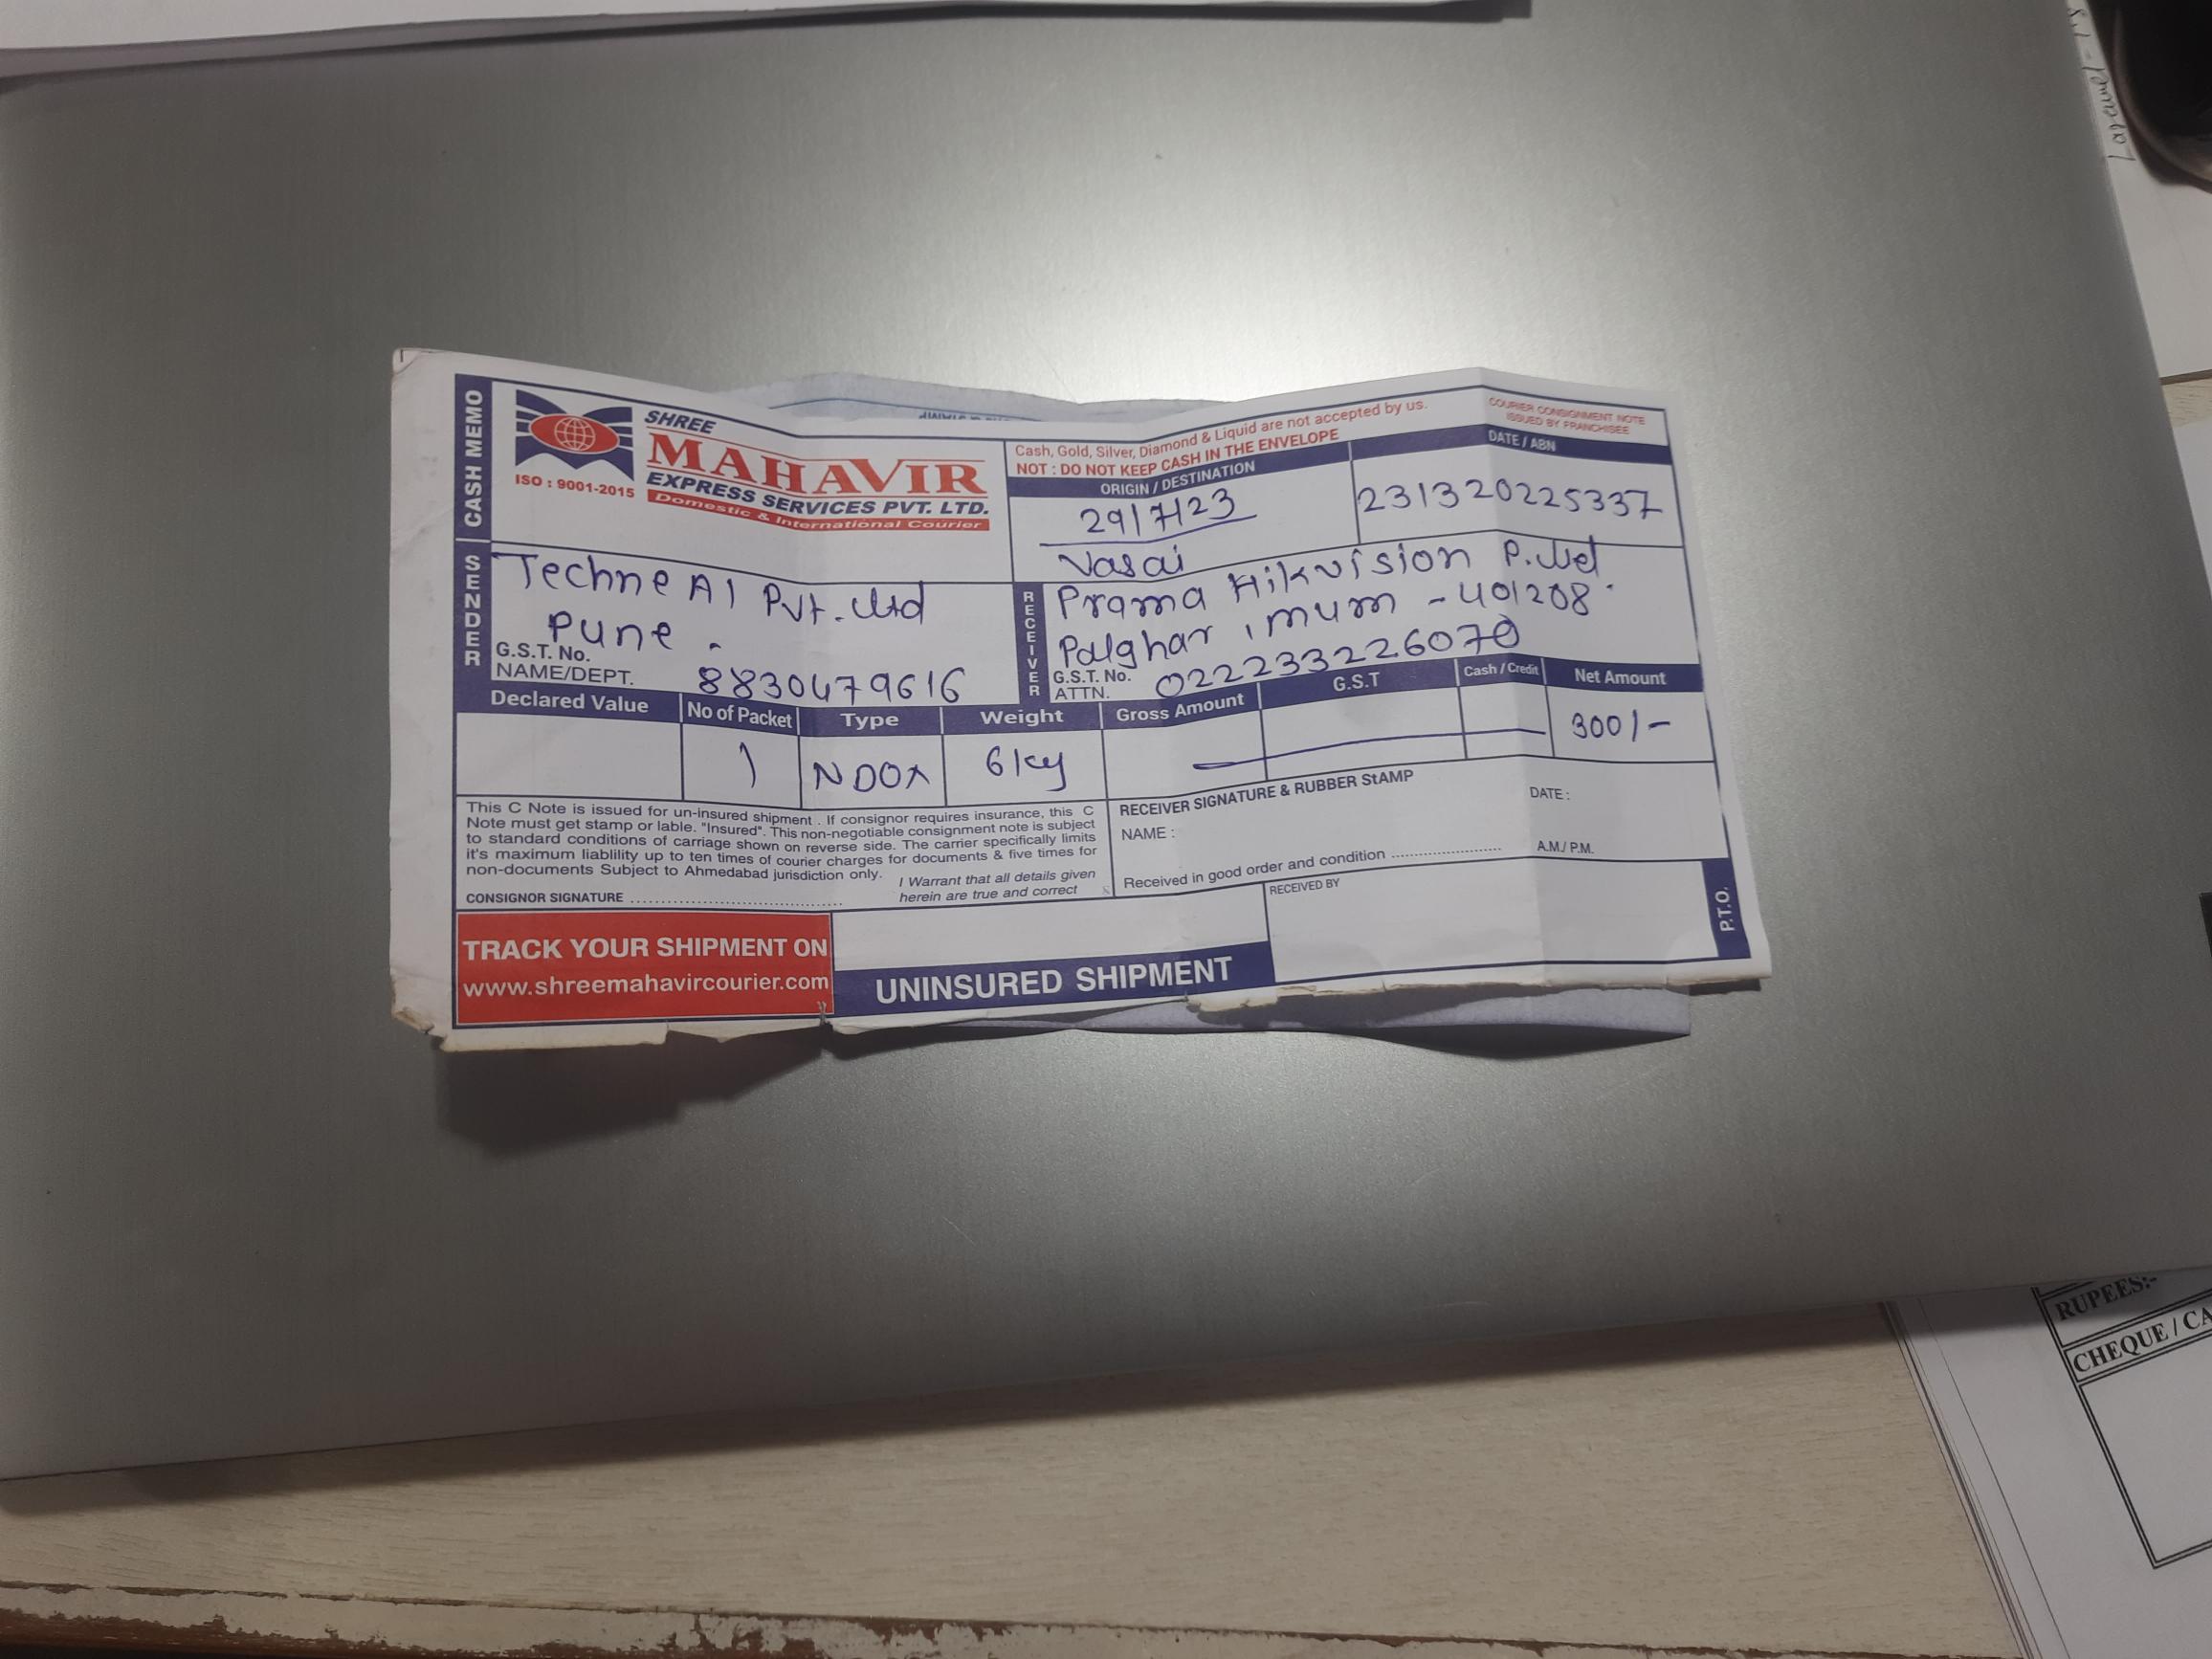 CASH MEMO
SHREE
MAHAVIR
EXPRESS SERVICES PVT. LTD.
Domestic & International Courier
ISO : 9001-2015
Cash, Gold, Silver, Diamond & Liquid are not accepted by us.
NOT : DO NOT KEEP CASH IN THE ENVELOPE
COURIER CONSIGNMENT NOTE
ISSUED BY FRANCHISEE
ORIGIN / DESTINATION
DATE / ABN
29/7/23
Vasai
231320225337
SENDER
Techne AI Pvt. Ltd
Pune.
G.S.T. No.
NAME/DEPT. 8830479616
RECEIVER
Prama Hikvision P. Ltd
Palghar, mum - 401208
G.S.T. No.
ATTN. 022233226070
Declared Value
No of Packet
Type
Weight
Gross Amount
G.S.T
Cash / Credit
Net Amount
1
NDOX
6 kg
300/-
This C Note is issued for un-insured shipment . If consignor requires insurance, this C
Note must get stamp or lable. "Insured". This non-negotiable consignment note is subject
to standard conditions of carriage shown on reverse side. The carrier specifically limits
it's maximum liablility up to ten times of courier charges for documents & five times for
non-documents Subject to Ahmedabad jurisdiction only.
I Warrant that all details given
herein are true and correct
CONSIGNOR SIGNATURE
RECEIVER SIGNATURE & RUBBER StAMP
NAME :
DATE :
Received in good order and condition
A.M./ P.M.
RECEIVED BY
P.T.O.
TRACK YOUR SHIPMENT ON
www.shreemahavircourier.com
UNINSURED SHIPMENT
RUPEES:-
CHEQUE / CA